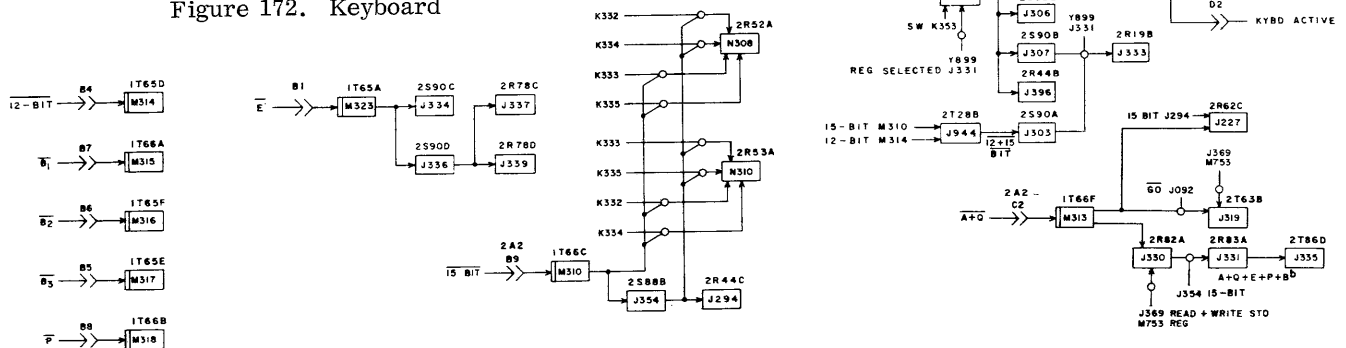 Figure 172. Keyboard
12-BIT
B4
1T65D
M314
B1
B7
1T66A
M315
B2
B6
1T65F
M316
B3
B5
1T65E
M317
P
B8
1T66B
M318
E
B1
1T65A
M323
2S90C
J334
2R78C
J337
2S90D
J336
2R78D
J339
K332
K334
K333
K335
2R52A
N308
K333
K335
K332
K334
2R53A
N310
15 BIT
2A2
B9
1T66C
M310
2S88B
J354
2R44C
J294
SW K353
Y899
REG SELECTED J331
J306
2S90B
J307
Y899
J331
2R19B
J333
2R44B
J396
15-BIT M310
12-BIT M314
2T28B
J944
12+15
BIT
2S90A
J303
D2
KYBD ACTIVE
15 BIT J294
2R62C
J227
J369
M753
GO J092
2T63B
J319
A+Q
2A2
C2
1T66F
M313
2R82A
J330
2R83A
J331
2T86D
J335
A+Q+E+P+Bb
J354 15-BIT
J369 READ + WRITE STO
M753 REG